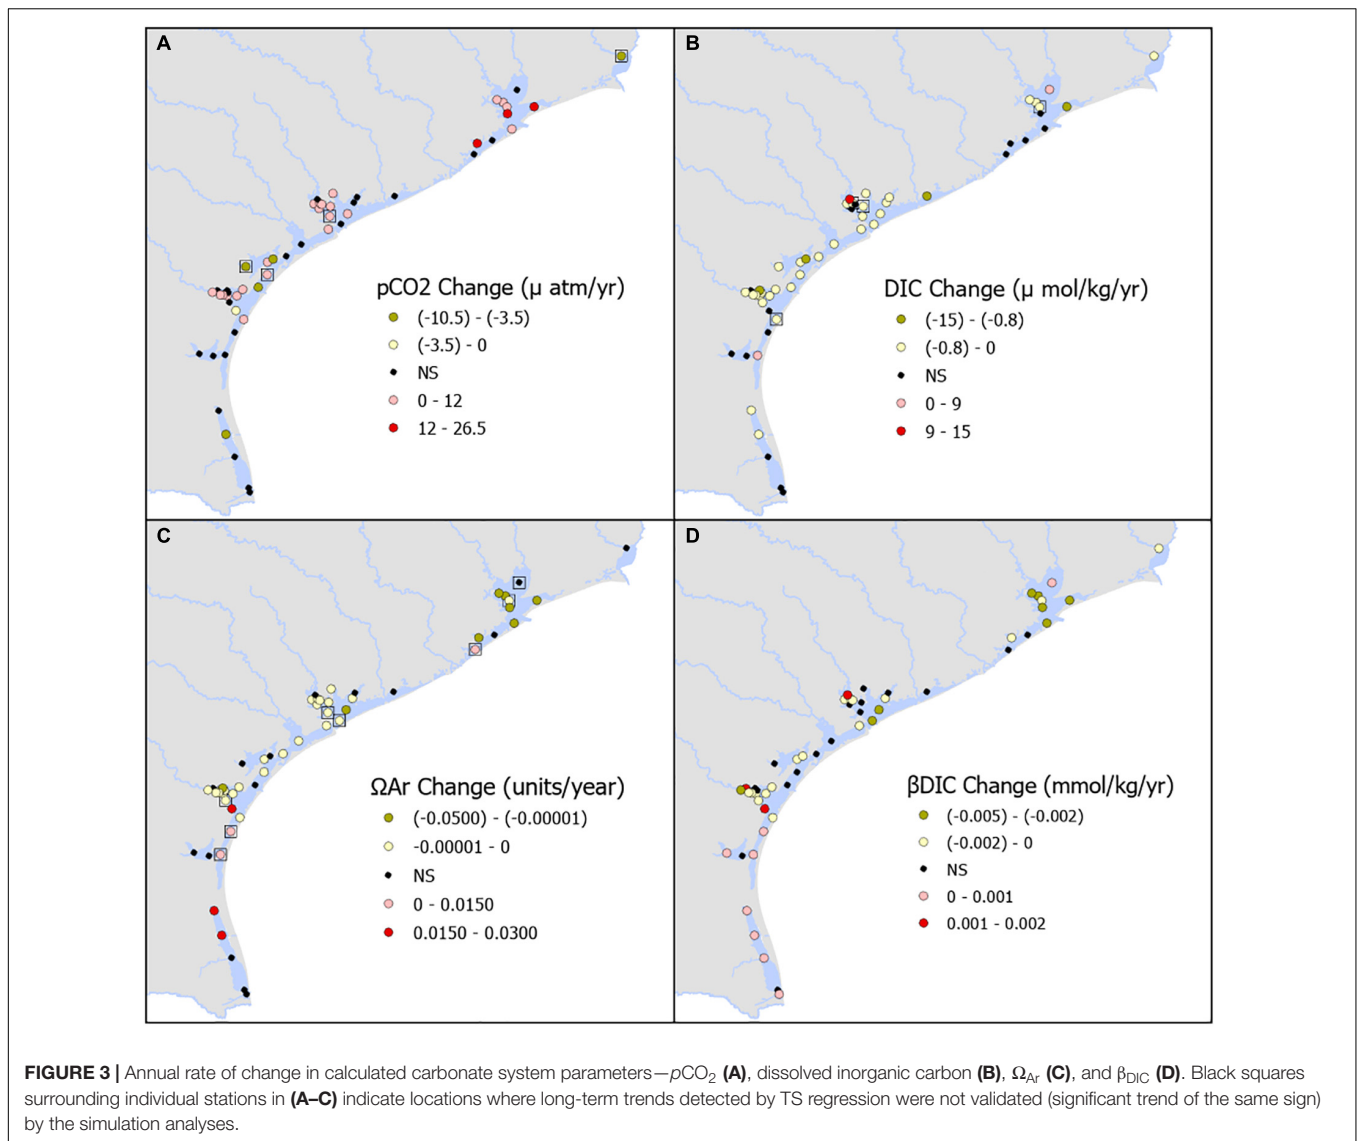 A
pCO2 Change (μ atm/yr)
(-10.5) - (-3.5)
(-3.5) - 0
NS
0 - 12
12 - 26.5
B
DIC Change (μ mol/kg/yr)
(-15) - (-0.8)
(-0.8) - 0
NS
0 - 9
9 - 15
C
ΩAr Change (units/year)
(-0.0500) - (-0.00001)
-0.00001 - 0
NS
0 - 0.0150
0.0150 - 0.0300
D
βDIC Change (mmol/kg/yr)
(-0.005) - (-0.002)
(-0.002) - 0
NS
0 - 0.001
0.001 - 0.002
FIGURE 3 | Annual rate of change in calculated carbonate system parameters—pCO₂ (A), dissolved inorganic carbon (B), Ω_Ar (C), and β_DIC (D). Black squares
surrounding individual stations in (A–C) indicate locations where long-term trends detected by TS regression were not validated (significant trend of the same sign)
by the simulation analyses.